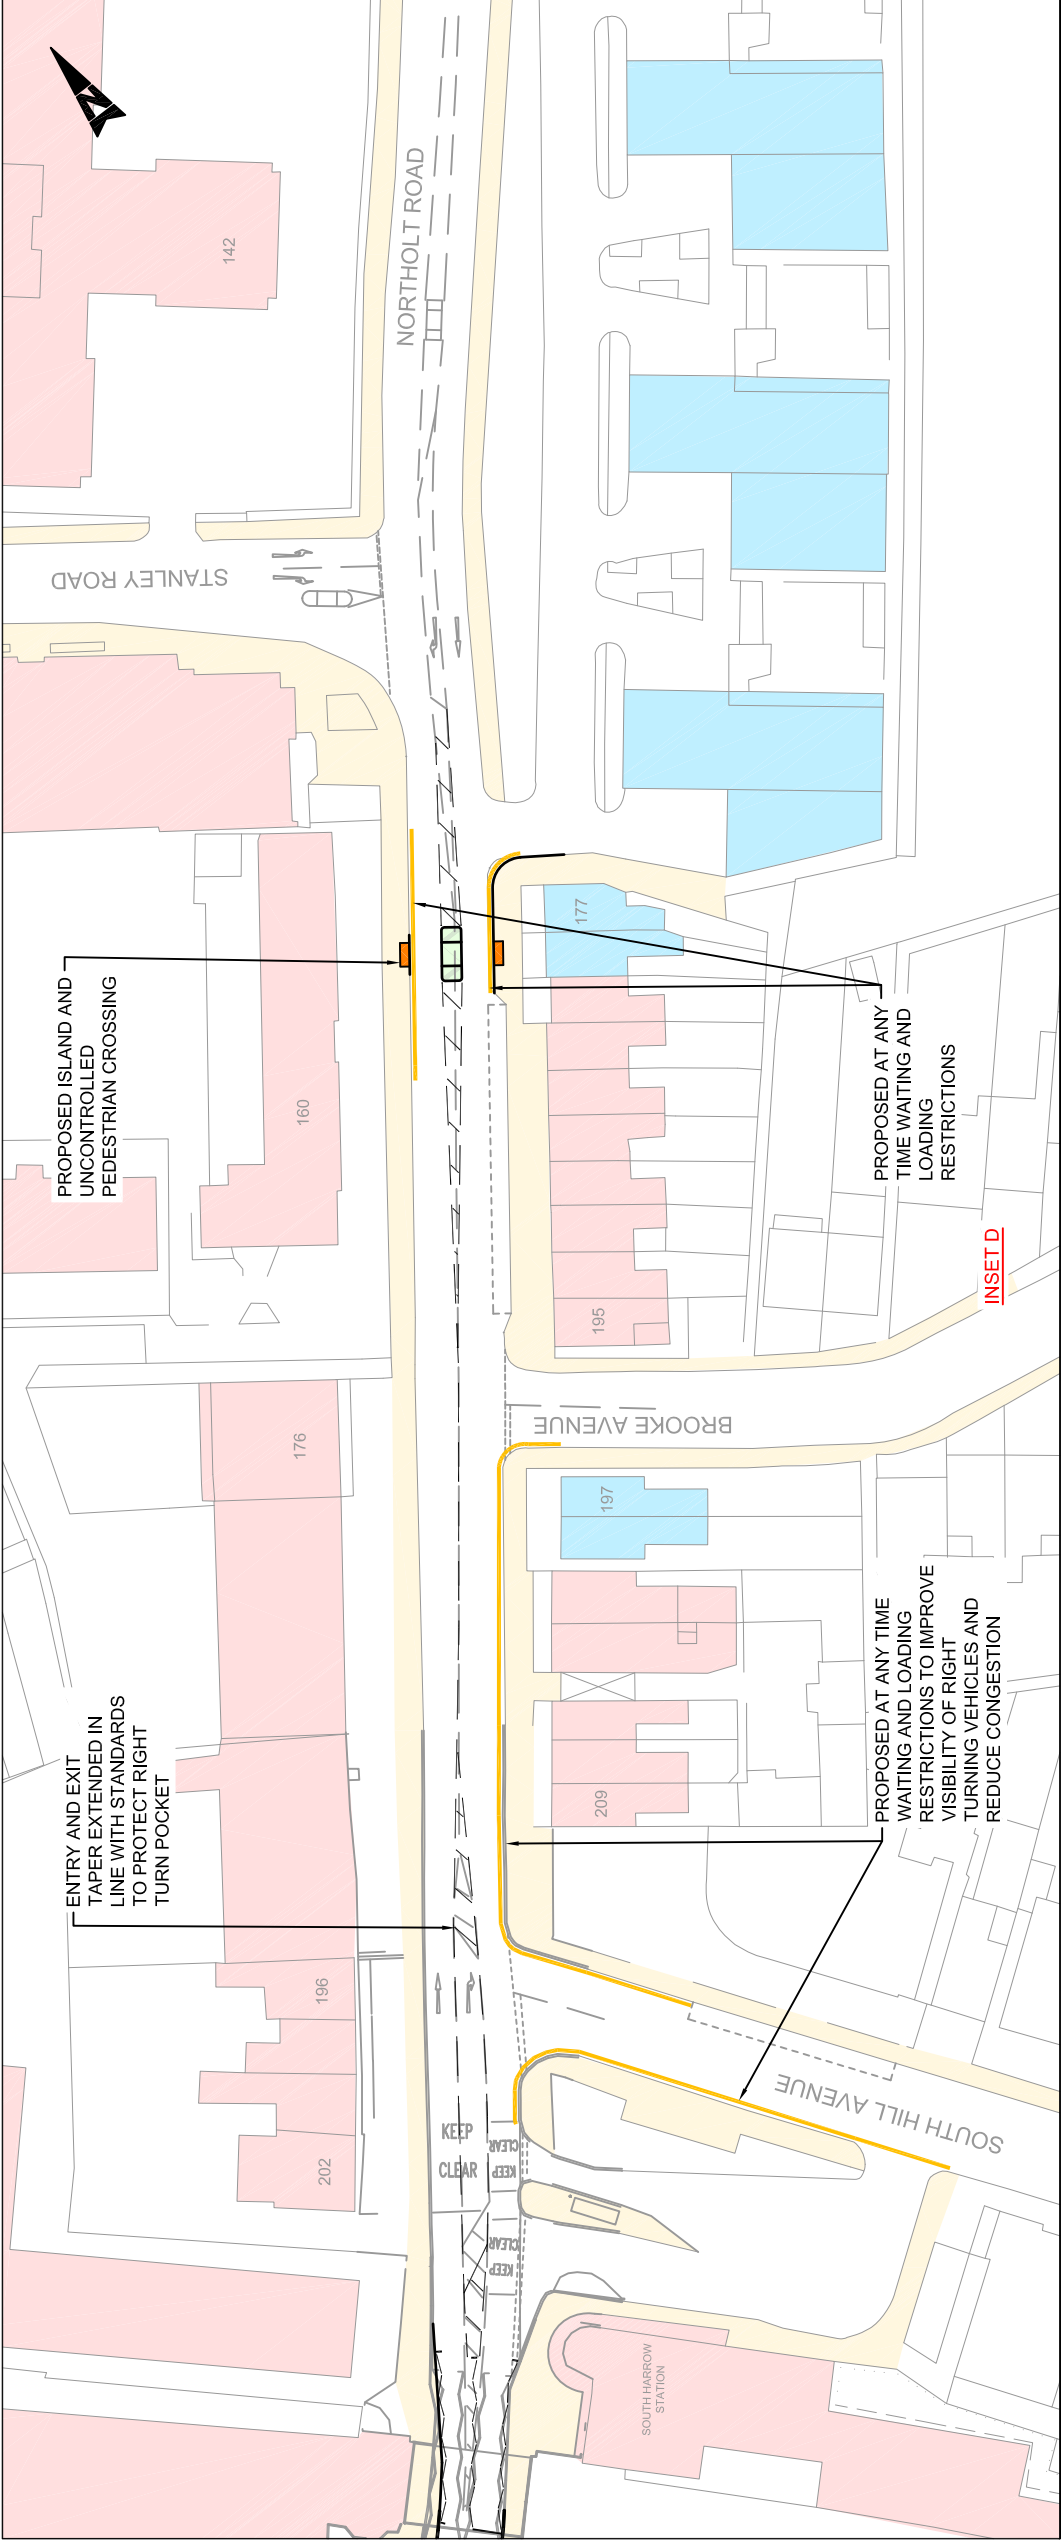 N
142
NORTHOLT ROAD
STANLEY ROAD
PROPOSED ISLAND AND
UNCONTROLLED
PEDESTRIAN CROSSING
177
160
PROPOSED AT ANY
TIME WAITING AND
LOADING
RESTRICTIONS
INSET D
195
176
BROOKE AVENUE
197
ENTRY AND EXIT
TAPER EXTENDED IN
LINE WITH STANDARDS
TO PROTECT RIGHT
TURN POCKET
209
PROPOSED AT ANY TIME
WAITING AND LOADING
RESTRICTIONS TO IMPROVE
VISIBILITY OF RIGHT
TURNING VEHICLES AND
REDUCE CONGESTION
196
SOUTH HILL AVENUE
KEEP
CLEAR
KEEP
CLEAR
202
KEEP
CLEAR
SOUTH HARROW
STATION